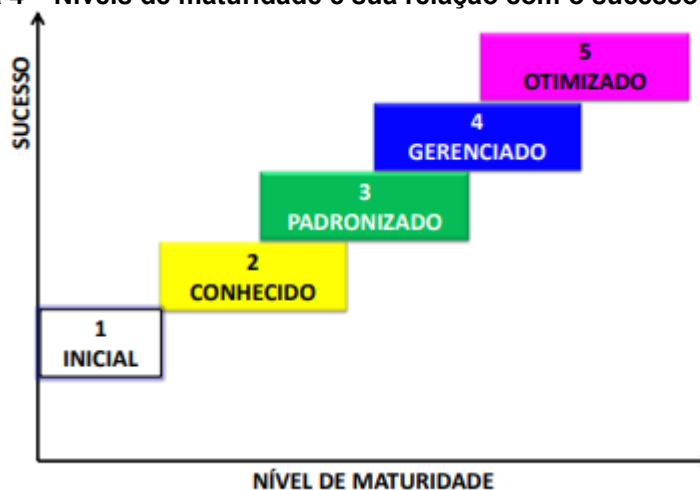 4 – Níveis de maturidade e sua relação com o sucesso
SUCESSO
5
OTIMIZADO
4
GERENCIADO
3
PADRONIZADO
2
CONHECIDO
1
INICIAL
NÍVEL DE MATURIDADE